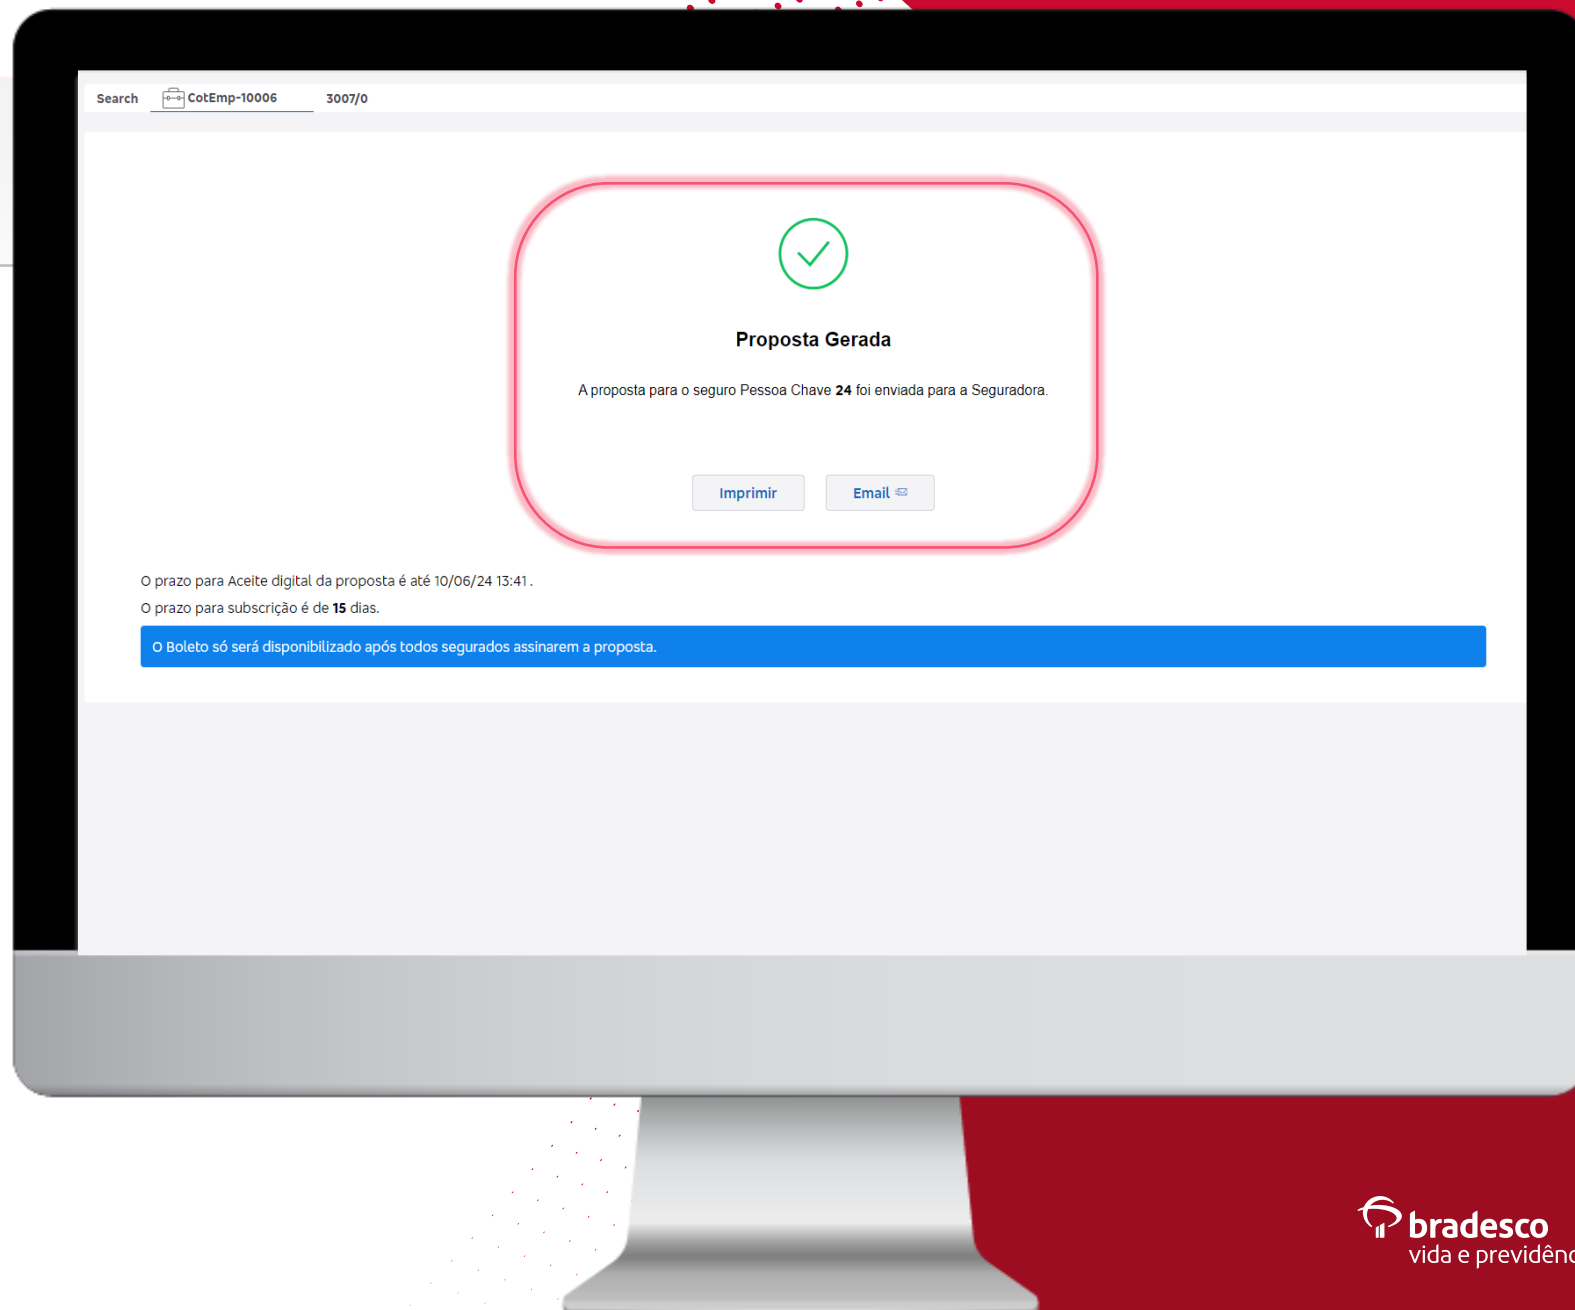 Search CotEmp-10006 3007/0
Proposta Gerada
A proposta para o seguro Pessoa Chave 24 foi enviada para a Seguradora.
Imprimir Email
O prazo para Aceite digital da proposta é até 10/06/24 13:41 .
O prazo para subscrição é de 15 dias.
O Boleto só será disponibilizado após todos segurados assinarem a proposta.
bradesco
vida e previdênc